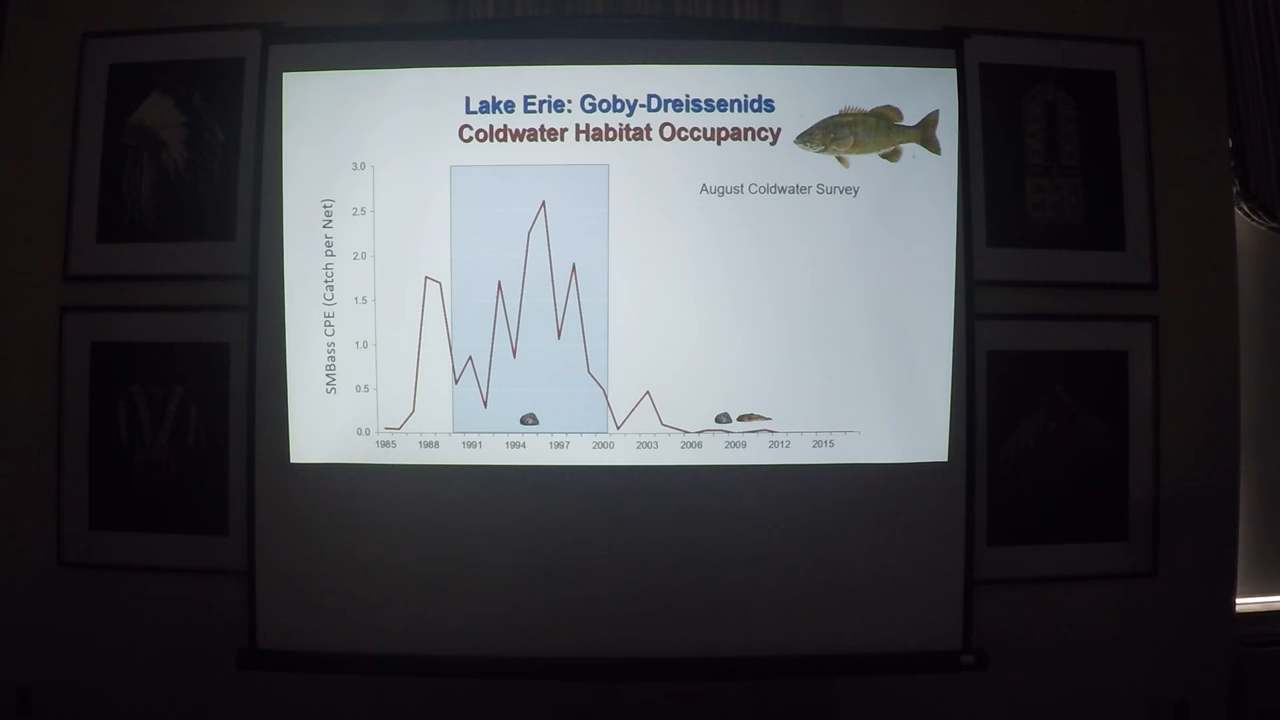 Lake Erie: Goby-Dreissenids
Coldwater Habitat Occupancy
August Coldwater Survey
SMBass CPE (Catch per Net)
3.0
2.5
2.0
1.5
1.0
0.5
0.0
1985 1988 1991 1994 1997 2000 2003 2006 2009 2012 2015